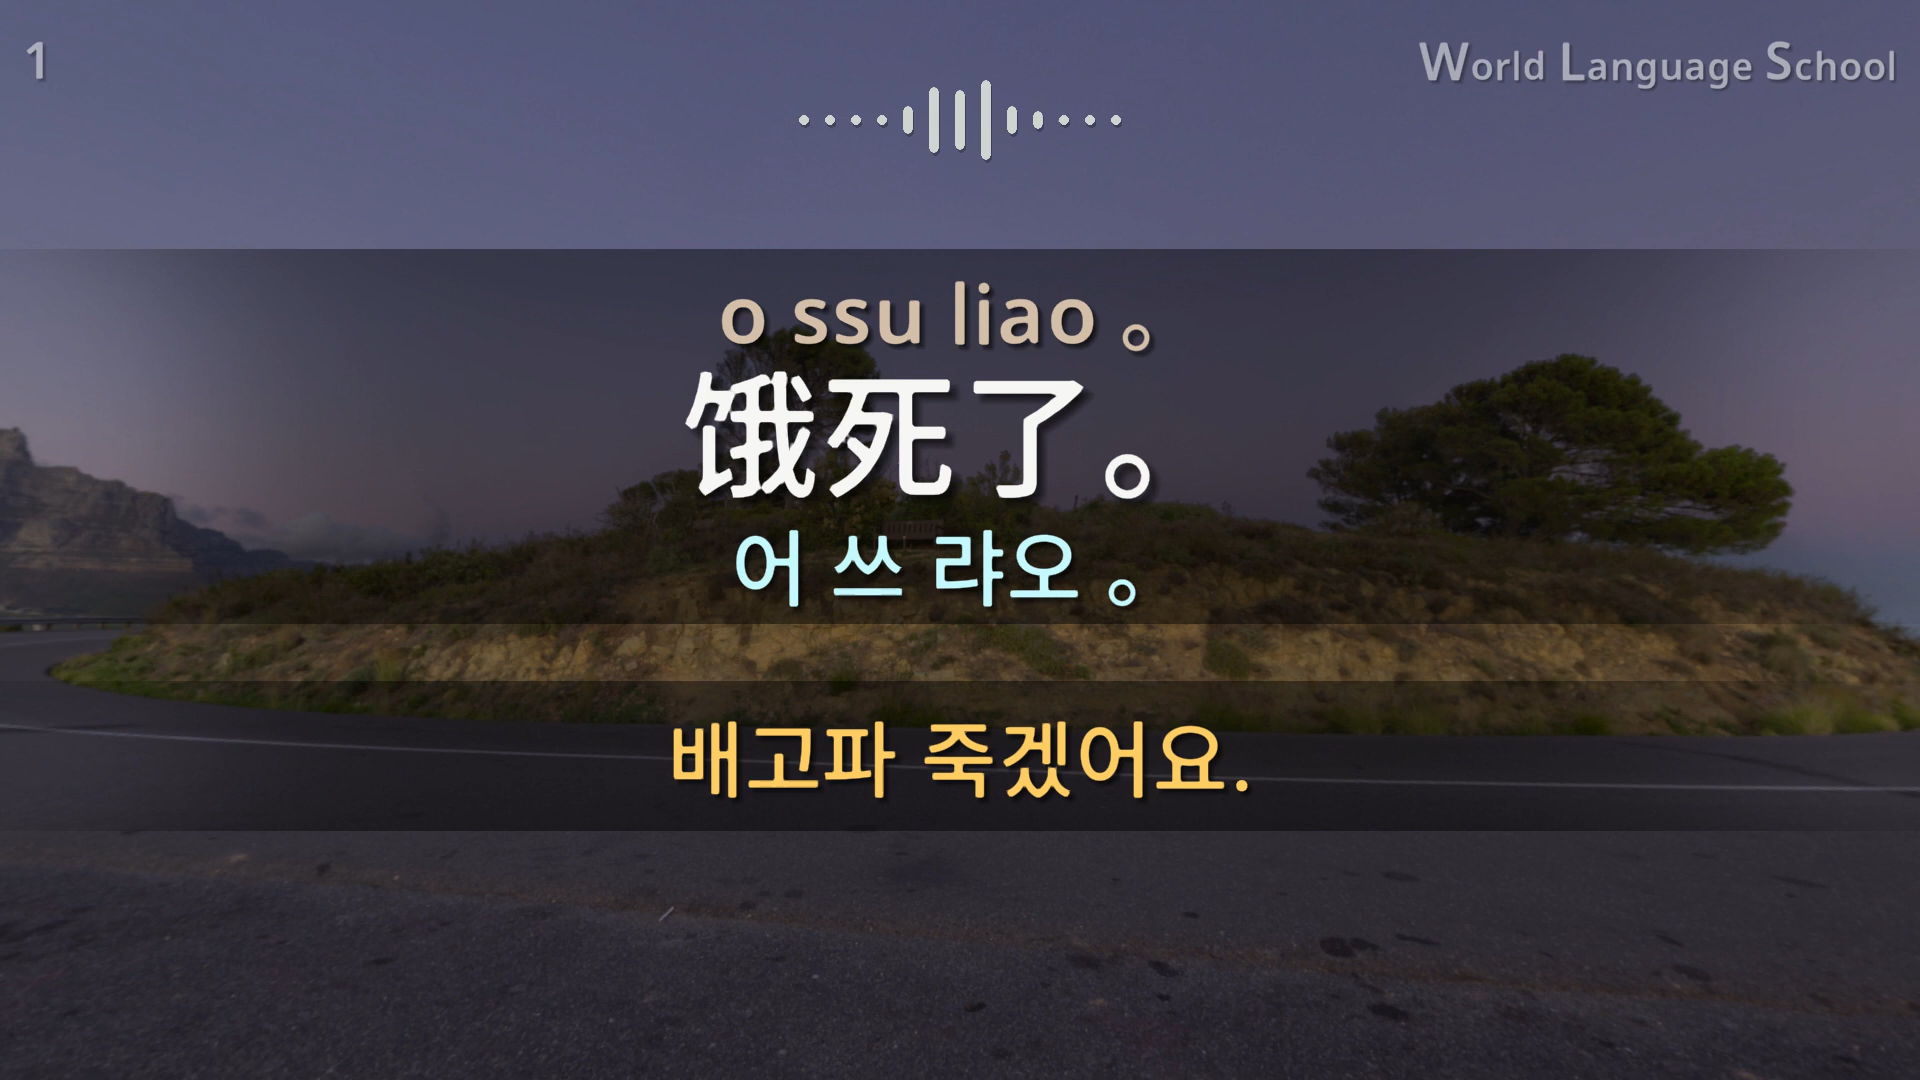 1
World Language School
o ssu liao 。
饿死了。
어 쓰 랴오 。
배고파 죽겠어요.